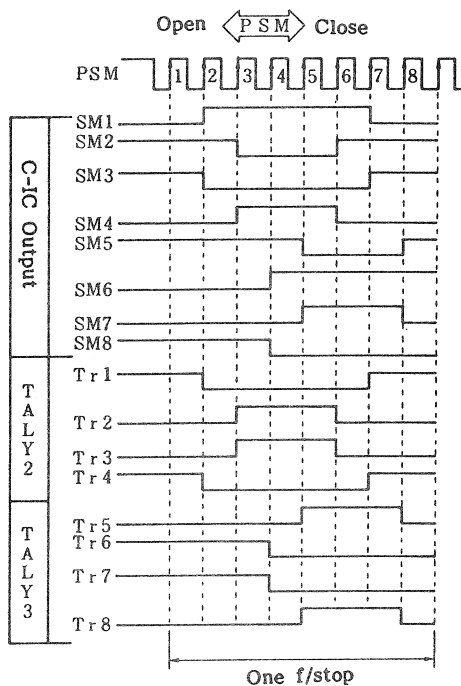 Open PSM Close
PSM 1 2 3 4 5 6 7 8
C-IC Output
SM1
SM2
SM3
SM4
SM5
SM6
SM7
SM8
TALY2
Tr1
Tr2
Tr3
Tr4
TALY3
Tr5
Tr6
Tr7
Tr8
One f/stop